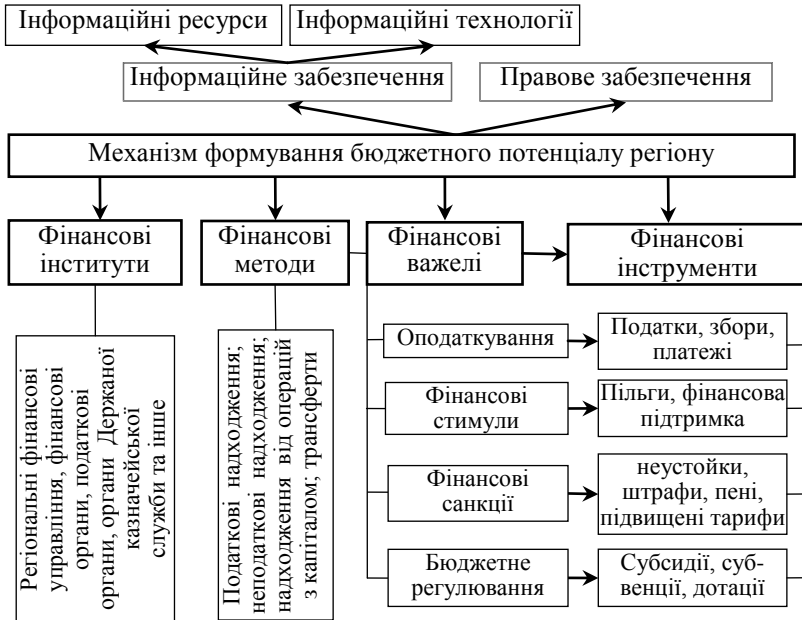 Інформаційні ресурси
Інформаційні технології
Інформаційне забезпечення
Правове забезпечення
Механізм формування бюджетного потенціалу регіону
Фінансові
інститути
Фінансові
методи
Фінансові
важелі
Фінансові
інструменти
Регіональні фінансові
управління, фінансові
органи, податкові
органи, органи Держаної
казначейської
служби та інше
Податкові надходження;
неподаткові надходження;
надходження від операцій
з капіталом; трансферти
Оподаткування
Податки, збори,
платежі
Фінансові
стимули
Пільги, фінансова
підтримка
Фінансові
санкції
неустойки,
штрафи, пені,
підвищені тарифи
Бюджетне
регулювання
Субсидії, суб-
венції, дотації